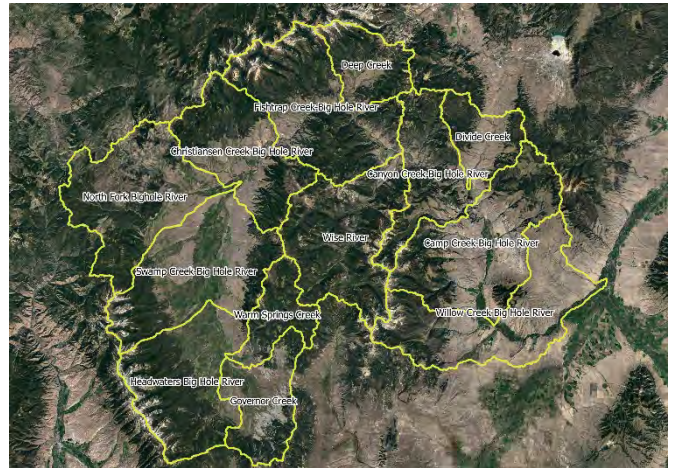 Deep Creek
Fishtrap Creek-Big Hole River
Divide Creek
Christiansen Creek-Big Hole River
Canyon Creek-Big Hole River
North Fork Bighole River
Wise River
Camp Creek-Big Hole River
Swamp Creek-Big Hole River
Warm Springs Creek
Willow Creek-Big Hole River
Headwaters Big Hole River
Governor Creek